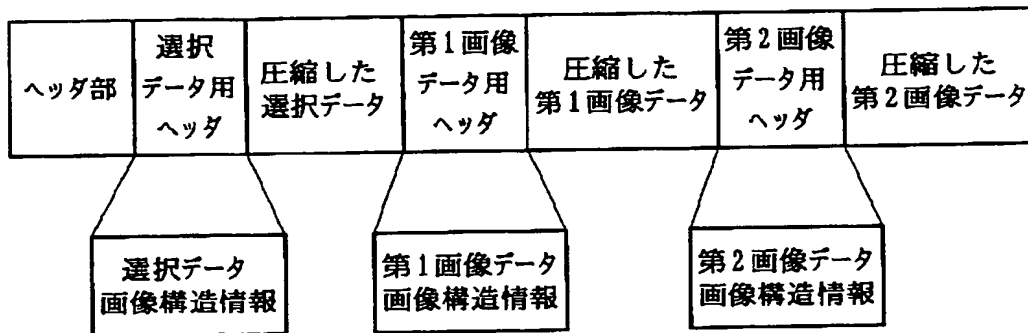 ヘッダ部
選択
データ用
ヘッダ
圧縮した
選択データ
第1画像
データ用
ヘッダ
圧縮した
第1画像データ
第2画像
データ用
ヘッダ
圧縮した
第2画像データ
選択データ
画像構造情報
第1画像データ
画像構造情報
第2画像データ
画像構造情報